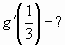 g'(1/3) - ?